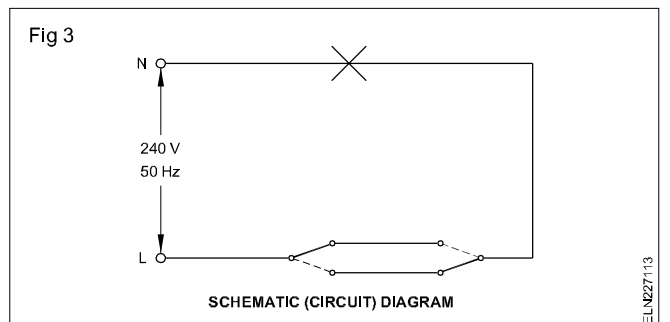 Fig 3
N
240 V
50 Hz
L
SCHEMATIC (CIRCUIT) DIAGRAM
ELN227113